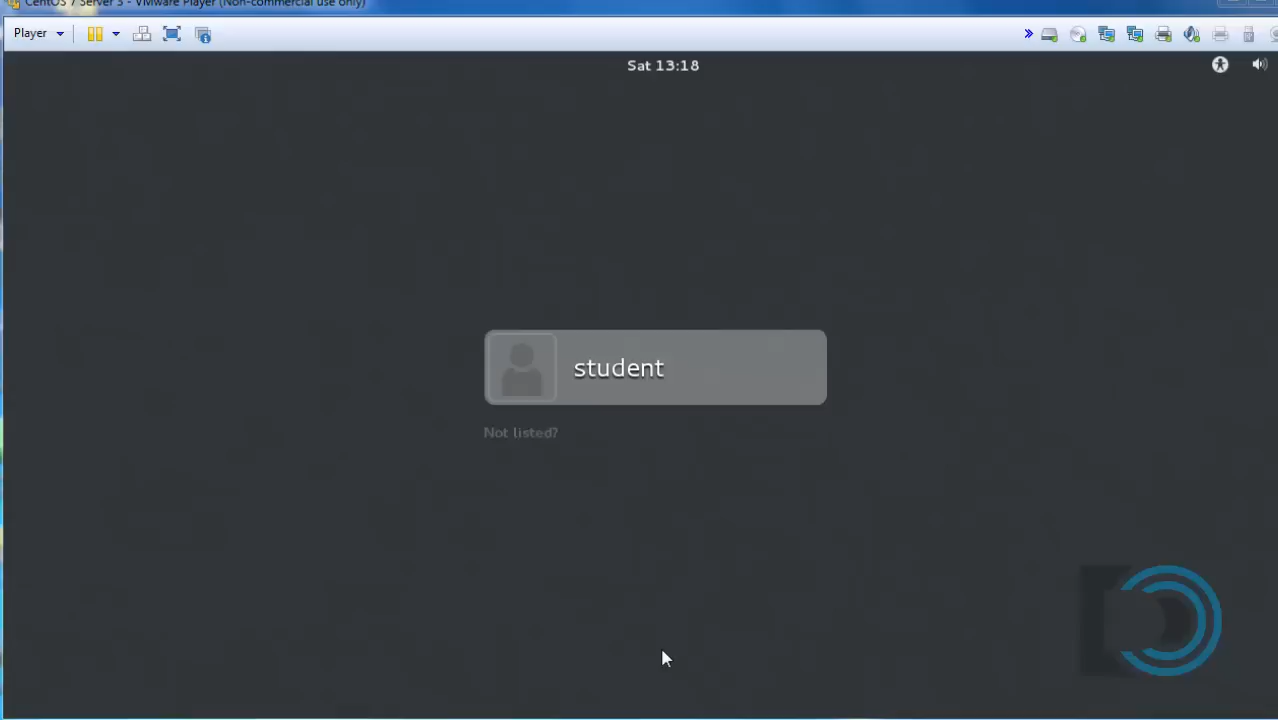 CentOS 7 Server 3 - VMware Player (Non-commercial use only)
Player
Sat 13:18
student
Not listed?